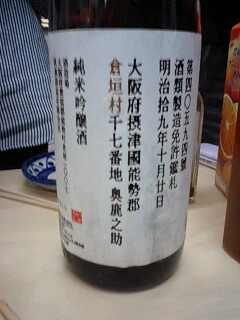 第四〇五九四號
酒類製造免許鑑札
明治拾九年十月廿日
大阪府摂津國能勢郡
倉垣村千七番地 奥鹿之助
純米吟醸酒